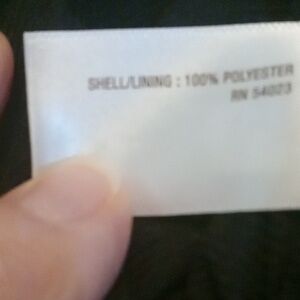 SHELL/LINING : 100% POLYESTER
RN 54023